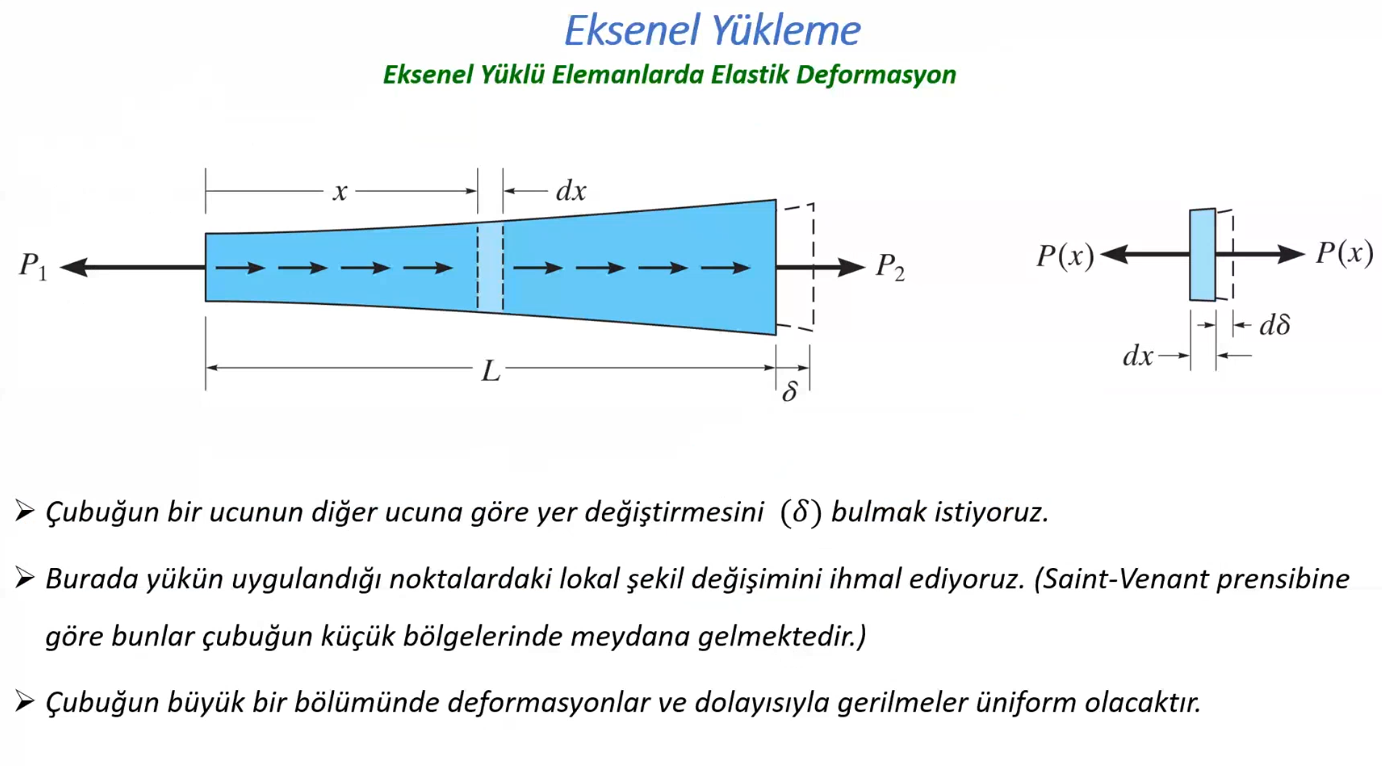 Eksenel Yükleme
Eksenel Yüklü Elemanlarda Elastik Deformasyon
x
dx
P₁
P₂
L
δ
P(x)
P(x)
dδ
dx
➢ Çubuğun bir ucunun diğer ucuna göre yer değiştirmesini (δ) bulmak istiyoruz.
➢ Burada yükün uygulandığı noktalardaki lokal şekil değişimini ihmal ediyoruz. (Saint-Venant prensibine
göre bunlar çubuğun küçük bölgelerinde meydana gelmektedir.)
➢ Çubuğun büyük bir bölümünde deformasyonlar ve dolayısıyla gerilmeler üniform olacaktır.